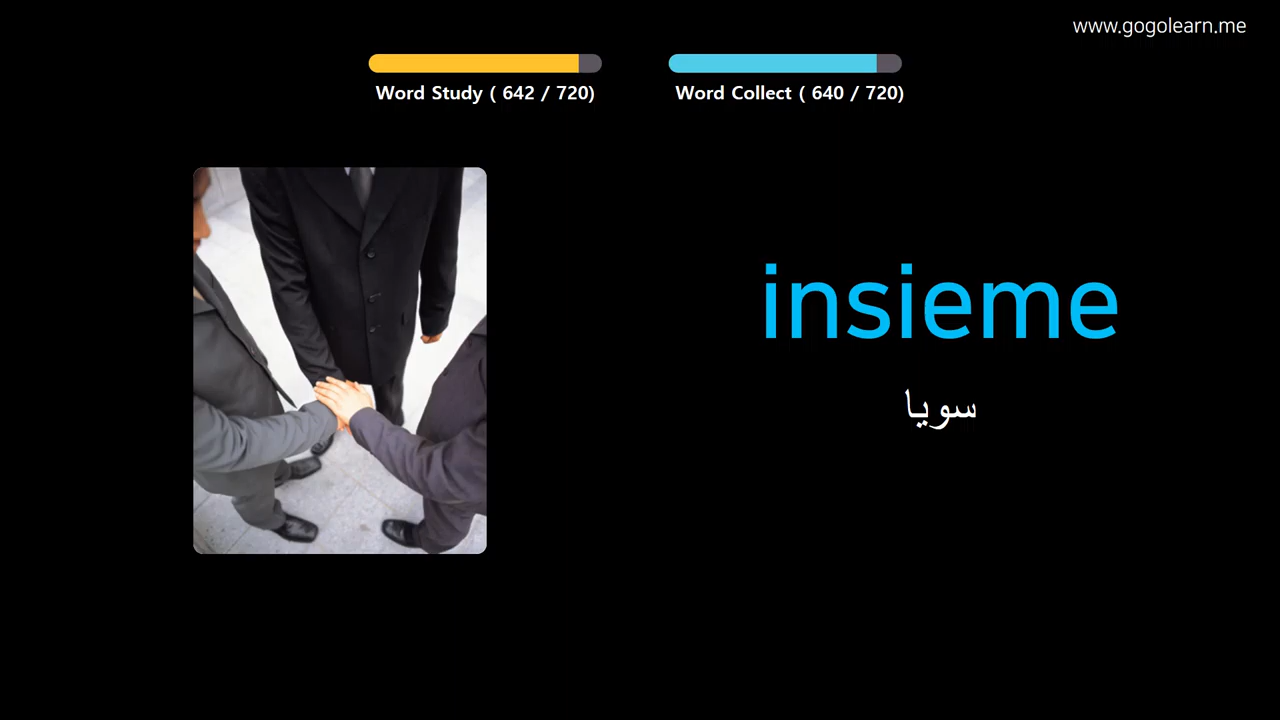 www.gogolearn.me
Word Study ( 642 / 720)
Word Collect ( 640 / 720)
insieme
سويا